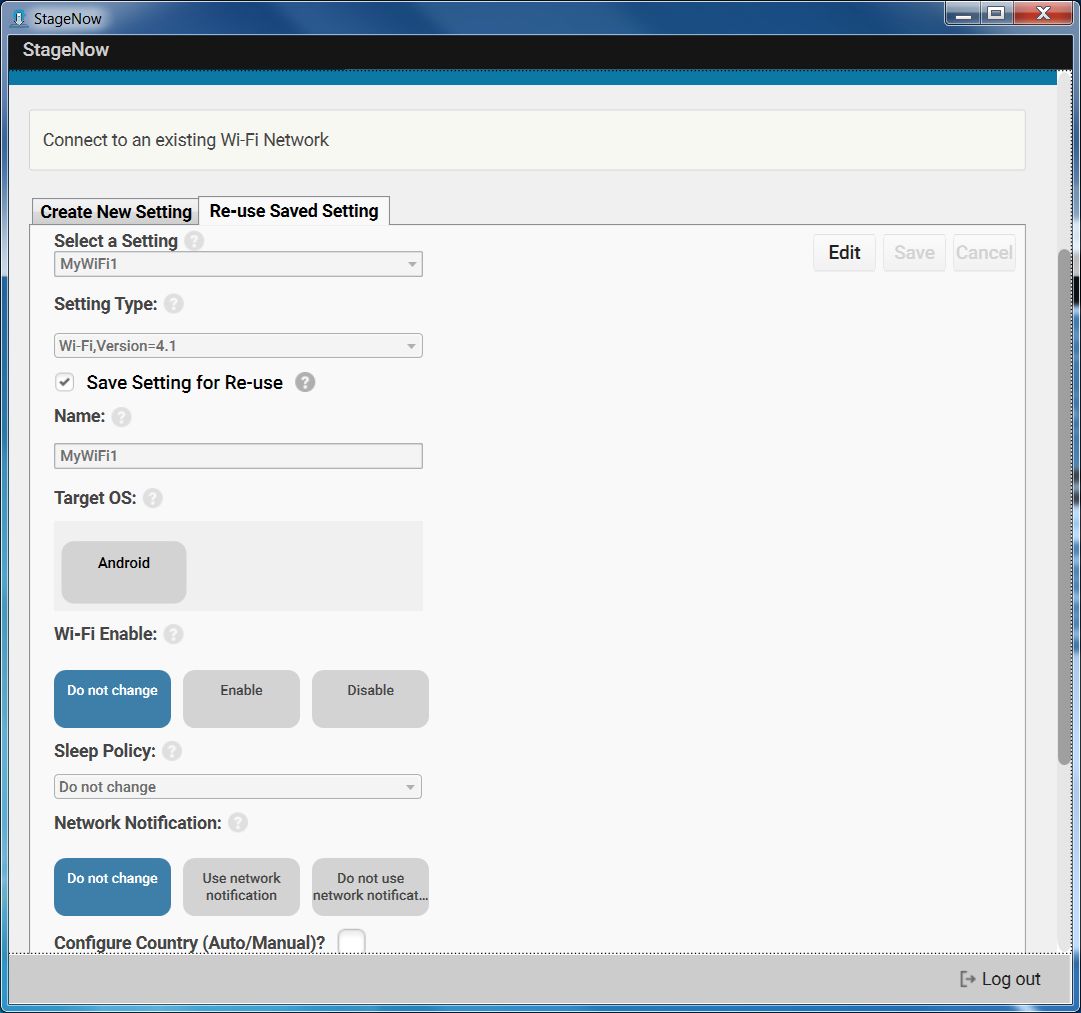 StageNow
StageNow
Connect to an existing Wi-Fi Network
Create New Setting
Re-use Saved Setting
Select a Setting ?
Edit
Save
Cancel
MyWiFi1
Setting Type: ?
Wi-Fi,Version=4.1
Save Setting for Re-use ?
Name: ?
MyWiFi1
Target OS: ?
Android
Wi-Fi Enable: ?
Do not change
Enable
Disable
Sleep Policy: ?
Do not change
Network Notification: ?
Do not change
Use network
notification
Do not use
network notificat...
Configure Country (Auto/Manual)?
Log out